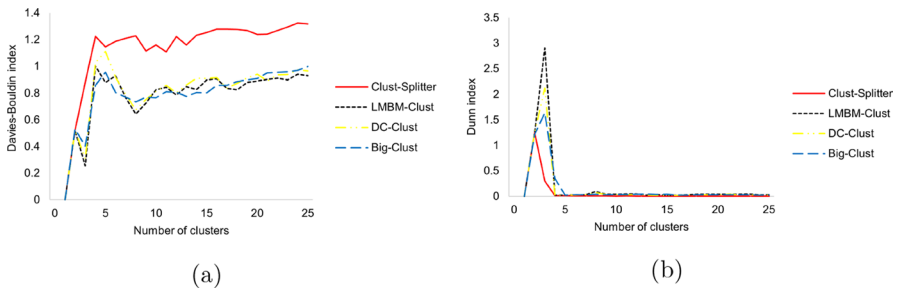 1.4
1.2
1
0.8
0.6
0.4
0.2
0
Davies-Bouldin index
0 5 10 15 20 25
Number of clusters
Clust-Splitter
LMBM-Clust
DC-Clust
Big-Clust
(a)
3.5
3
2.5
2
1.5
1
0.5
0
Dunn index
0 5 10 15 20 25
Number of clusters
Clust-Splitter
LMBM-Clust
DC-Clust
Big-Clust
(b)